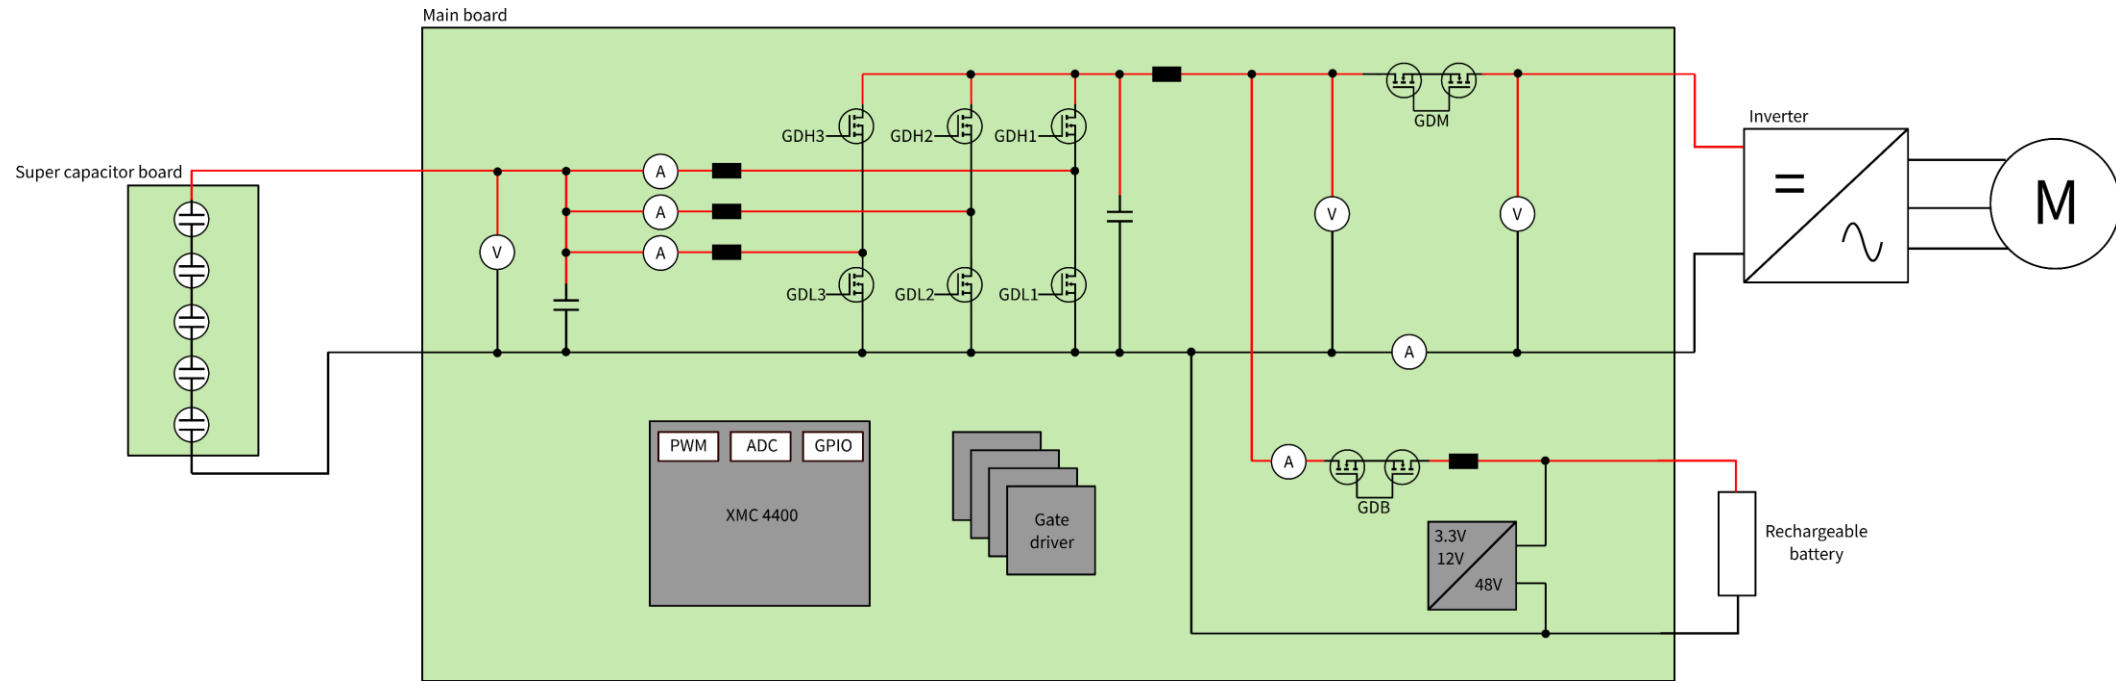 Main board
Super capacitor board
GDH3
GDH2
GDH1
GDM
Inverter
A
A
A
V
V
V
M
GDL3
GDL2
GDL1
A
PWM
ADC
GPIO
XMC 4400
Gate
driver
A
GDB
3.3V
12V
48V
Rechargeable
battery